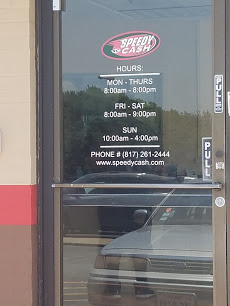 SPEEDY
CASH
HOURS:
MON - THURS
8:00am - 8:00pm
FRI - SAT
8:00am - 9:00pm
SUN
10:00am - 4:00pm
PHONE # (817) 261-2444
www.speedycash.com
PULL
PULL